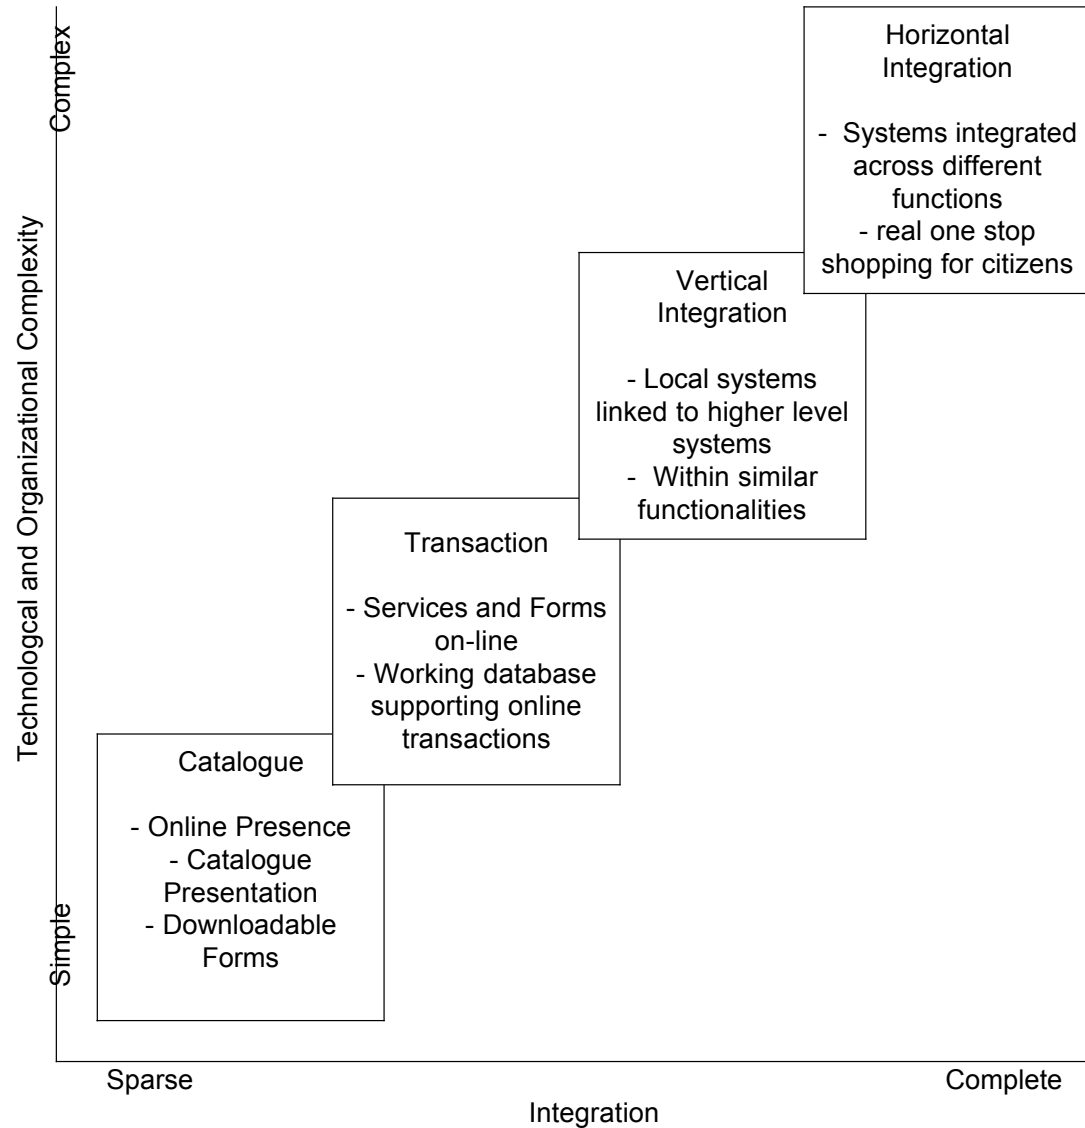 Complex
Horizontal
Integration
- Systems integrated
across different
functions
- real one stop
shopping for citizens
Technologcal and Organizational Complexity
Vertical
Integration
- Local systems
linked to higher level
systems
- Within similar
functionalities
Transaction
- Services and Forms
on-line
- Working database
supporting online
transactions
Catalogue
- Online Presence
- Catalogue
Presentation
- Downloadable
Forms
Simple
Sparse
Complete
Integration